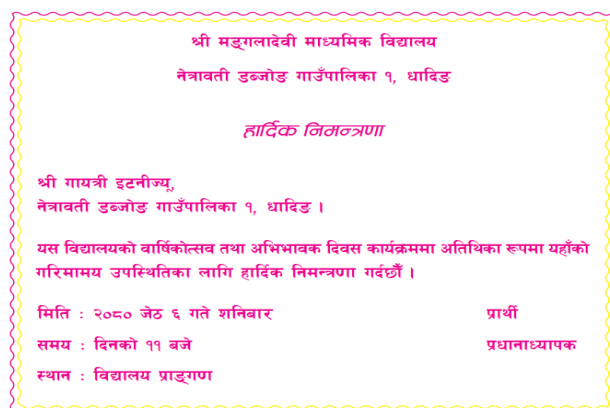 श्री मङ्गलादेवी माध्यमिक विद्यालय
नेत्रावती डब्जोङ गाउँपालिका १, धादिङ
हार्दिक निमन्त्रणा
श्री गायत्री इटनीज्यू,
नेत्रावती डब्जोङ गाउँपालिका १, धादिङ ।
यस विद्यालयको वार्षिकोत्सव तथा अभिभावक दिवस कार्यक्रममा अतिथिका रूपमा यहाँको
गरिमामय उपस्थितिका लागि हार्दिक निमन्त्रणा गर्दछौँ ।
मिति : २०८० जेठ ६ गते शनिबार
प्रार्थी
समय : दिनको ११ बजे
प्रधानाध्यापक
स्थान : विद्यालय प्राङ्गण